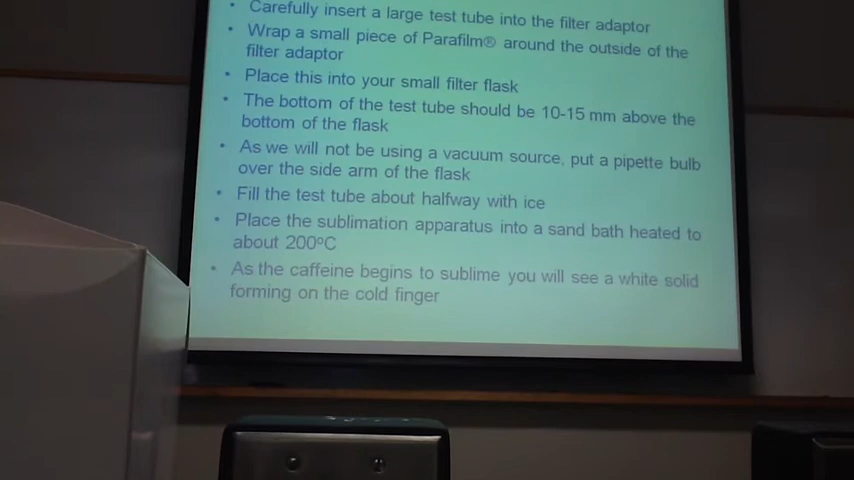 • Carefully insert a large test tube into the filter adaptor
• Wrap a small piece of Parafilm® around the outside of the
filter adaptor
• Place this into your small filter flask
• The bottom of the test tube should be 10-15 mm above the
bottom of the flask
• As we will not be using a vacuum source, put a pipette bulb
over the side arm of the flask
• Fill the test tube about halfway with ice
• Place the sublimation apparatus into a sand bath heated to
about 200ºC
• As the caffeine begins to sublime you will see a white solid
forming on the cold finger